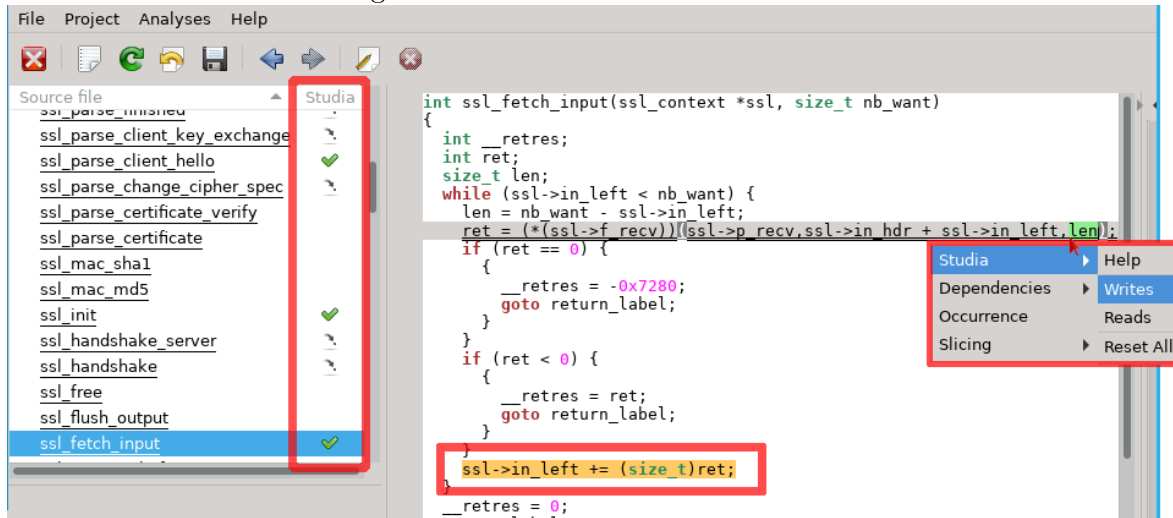 File Project Analyses Help
Source file Studia
ssl_parse_finished
ssl_parse_client_key_exchange
ssl_parse_client_hello
ssl_parse_change_cipher_spec
ssl_parse_certificate_verify
ssl_parse_certificate
ssl_mac_sha1
ssl_mac_md5
ssl_init
ssl_handshake_server
ssl_handshake
ssl_free
ssl_flush_output
ssl_fetch_input
int ssl_fetch_input(ssl_context *ssl, size_t nb_want)
{
int __retres;
int ret;
size_t len;
while (ssl->in_left < nb_want) {
len = nb_want - ssl->in_left;
ret = (*(ssl->f_recv))(ssl->p_recv,ssl->in_hdr + ssl->in_left,len);
if (ret == 0) {
{
__retres = -0x7280;
goto return_label;
}
}
if (ret < 0) {
{
__retres = ret;
goto return_label;
}
}
ssl->in_left += (size_t)ret;
}
__retres = 0;
Studia
Dependencies
Occurrence
Slicing
Help
Writes
Reads
Reset All